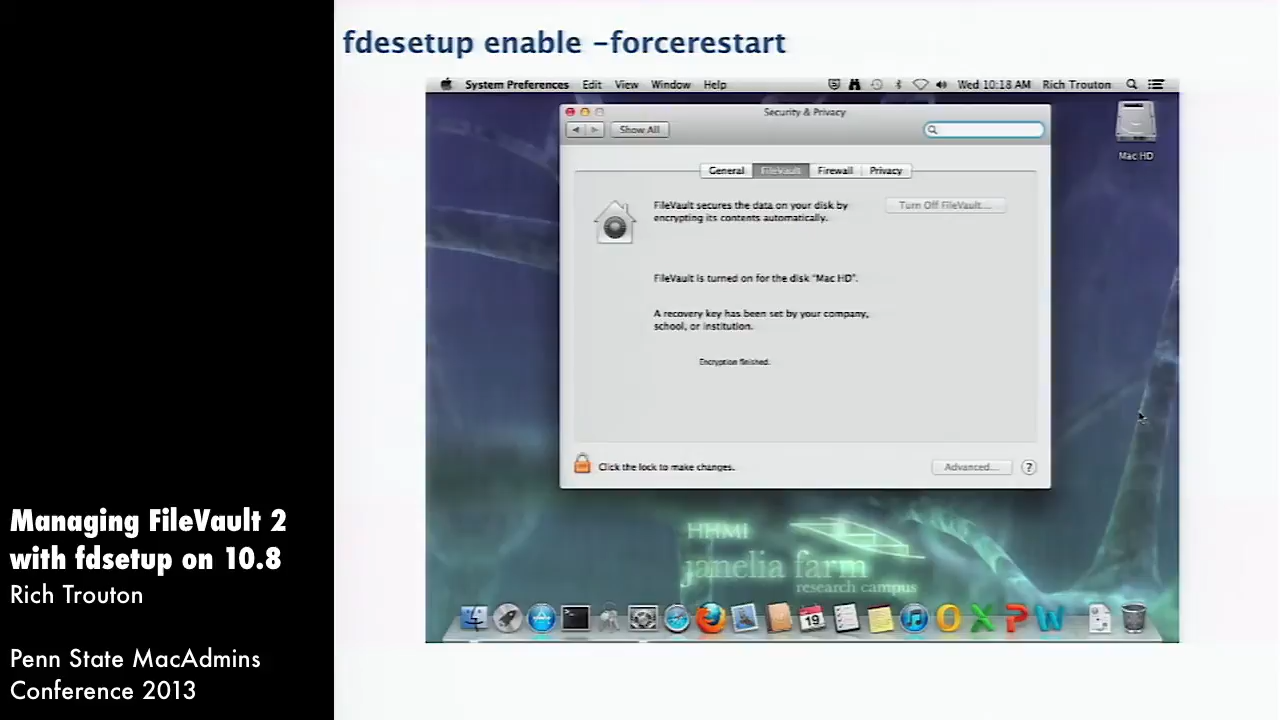 fdesetup enable -forcerestart
System Preferences Edit View Window Help
Wed 10:18 AM Rich Trouton
Security & Privacy
Show All
Mac HD
General FileVault Firewall Privacy
FileVault secures the data on your disk by
encrypting its contents automatically.
Turn Off FileVault...
FileVault is turned on for the disk "Mac HD".
A recovery key has been set by your company,
school, or institution.
Encryption finished.
Click the lock to make changes.
Advanced...
?
HHMI
janelia farm
research campus
19
Managing FileVault 2
with fdsetup on 10.8
Rich Trouton
Penn State MacAdmins
Conference 2013